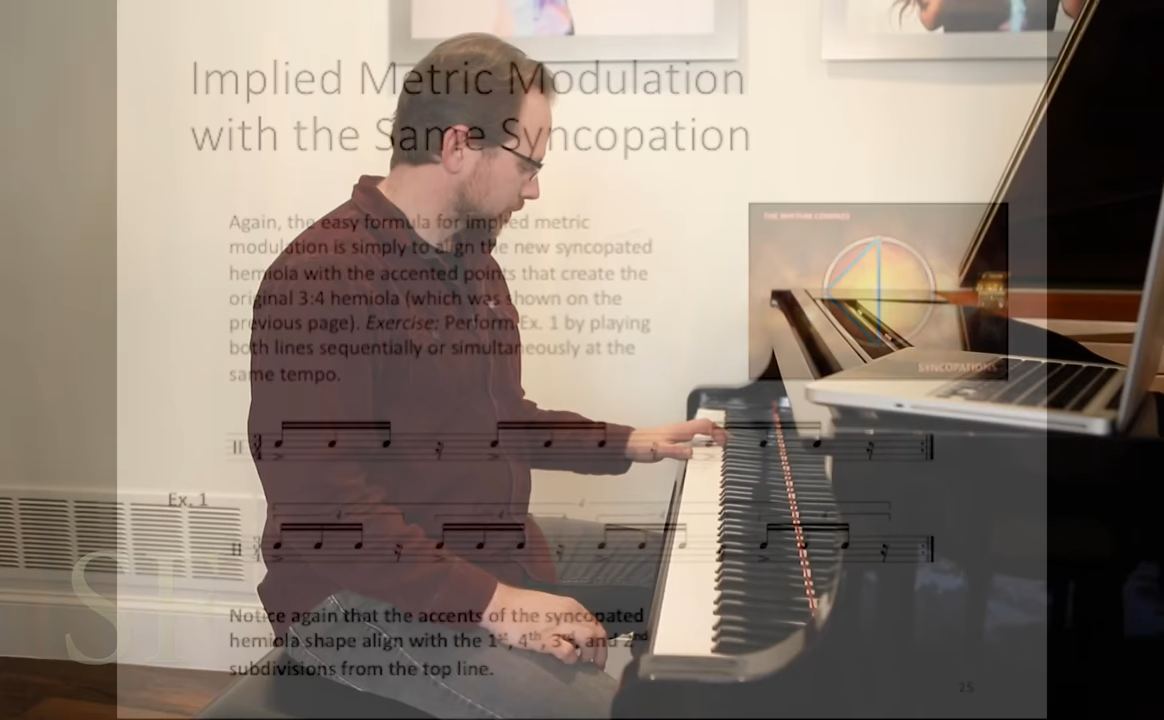 Implied Metric Modulation
with the Same Syncopation
Again, the easy formula for implied metric
modulation is simply to align the new syncopated
hemiola with the accented points that create the
original 3:4 hemiola (which was shown on the
previous page). Exercise: Perform Ex. 1 by playing
both lines sequentially or simultaneously at the
same tempo.
THE RHYTHM COMPASS
SYNCOPATIONS
Ex. 1
Notice again that the accents of the syncopated
hemiola shape align with the 1st, 4th, 3rd, and 2nd
subdivisions from the top line.
25